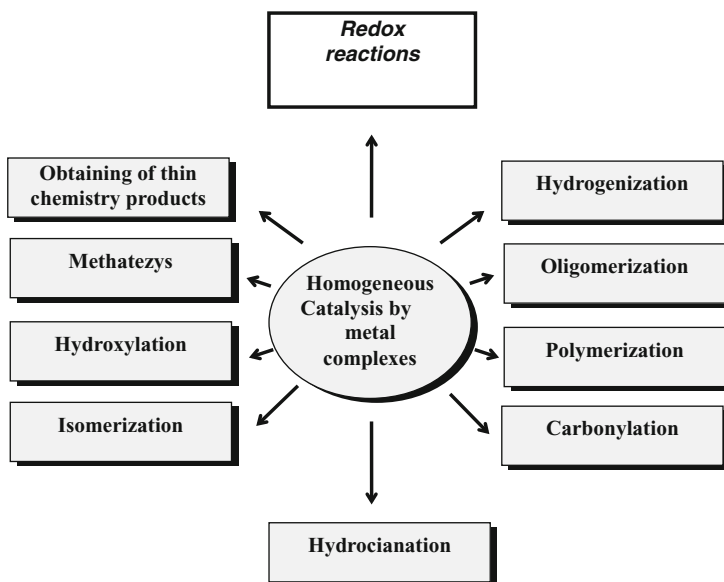 Redox
reactions
Obtaining of thin
chemistry products
Hydrogenization
Methatezys
Homogeneous
Catalysis by
metal
complexes
Oligomerization
Hydroxylation
Polymerization
Isomerization
Carbonylation
Hydrocianation